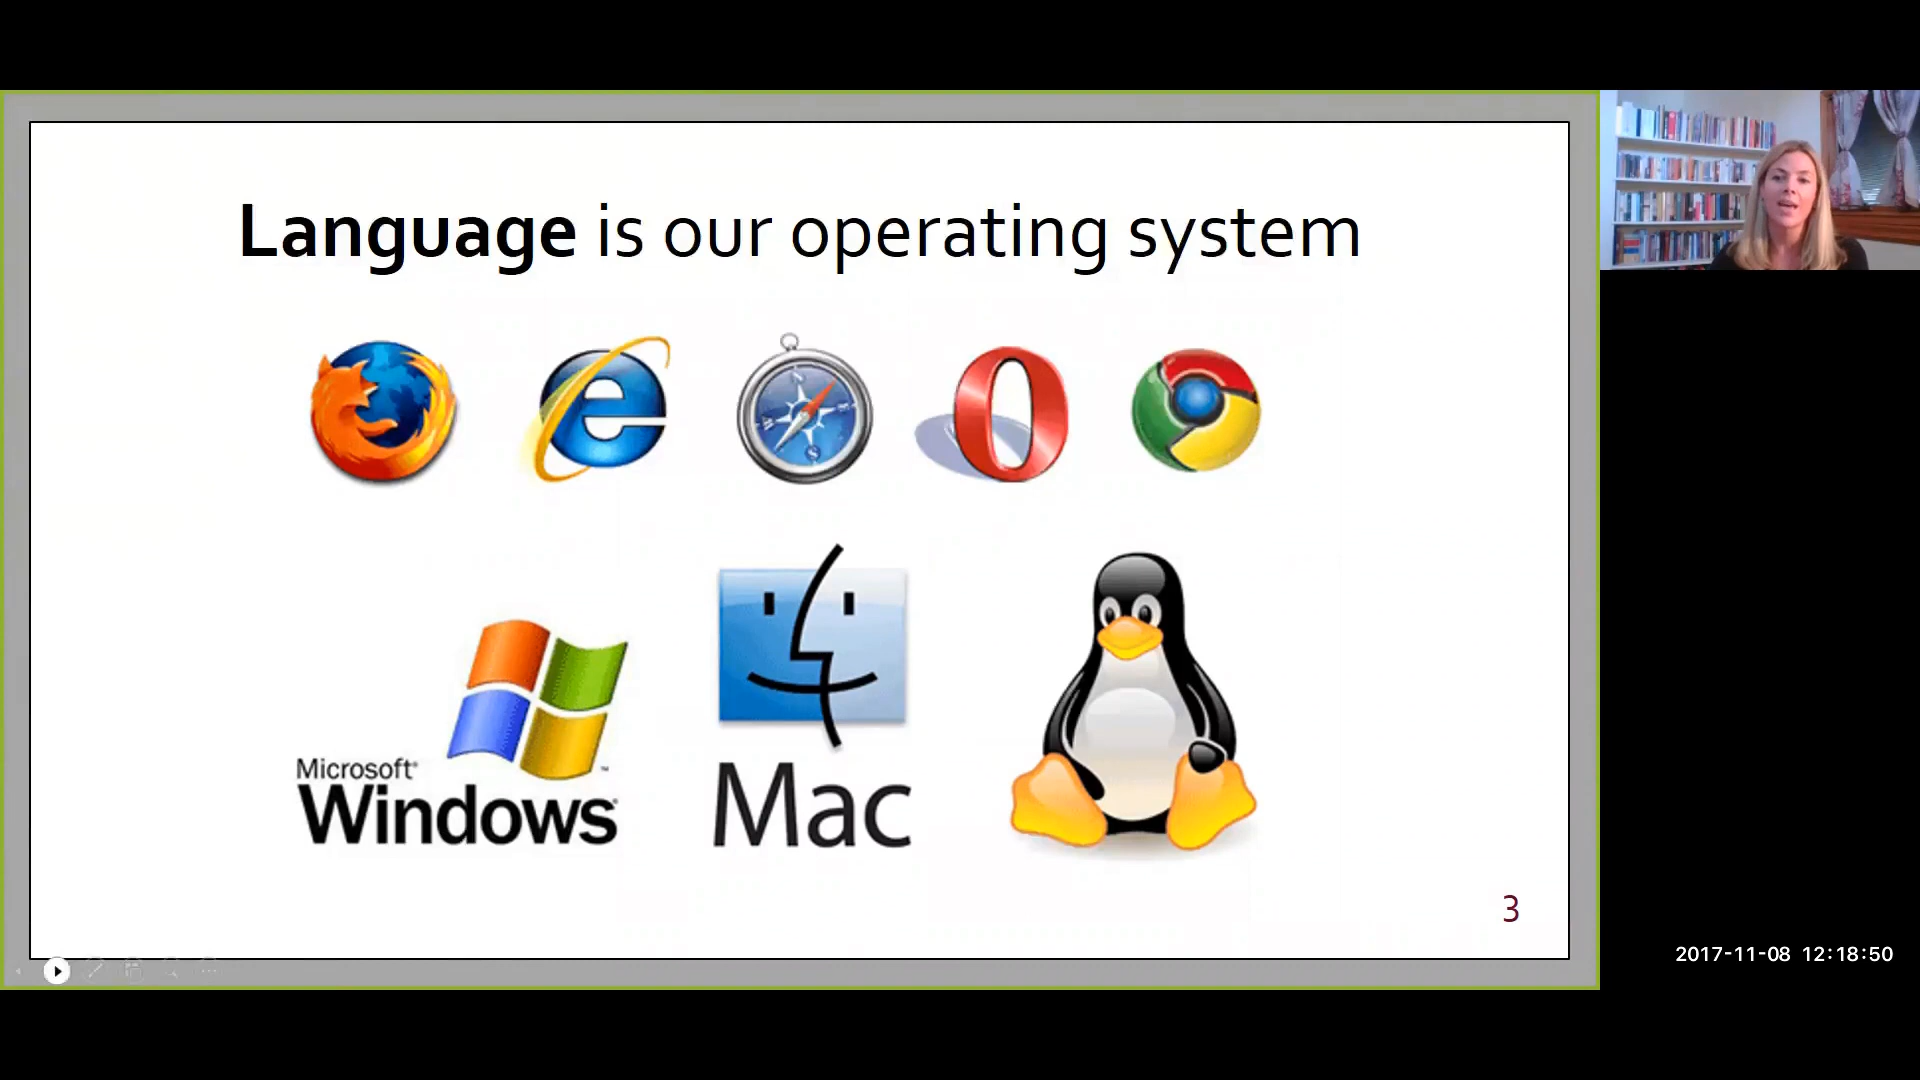 Language is our operating system
Microsoft®
Windows®
Mac
3
2017-11-08 12:18:50